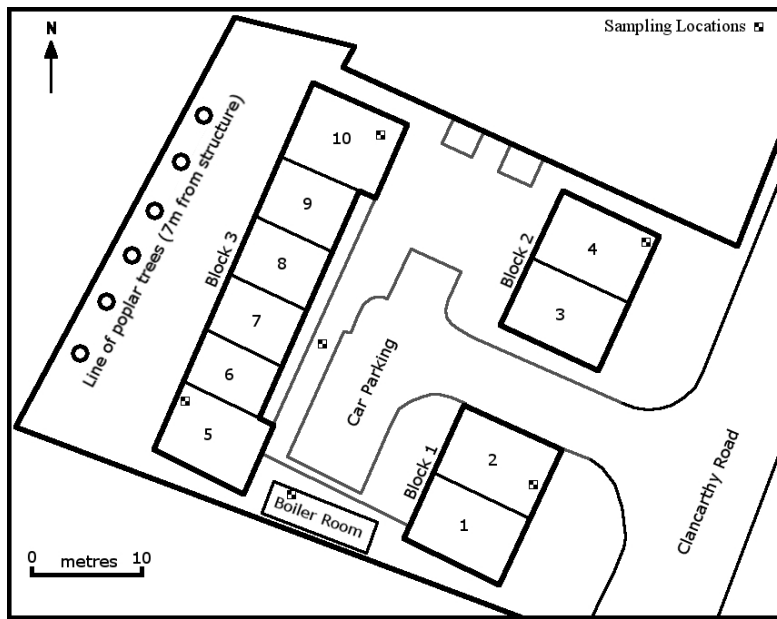 N
Sampling Locations
Line of poplar trees (7m from structure)
Block 3
10
9
8
7
6
5
Block 2
4
3
Car Parking
Block 1
2
1
Boiler Room
Clancarthy Road
0 metres 10